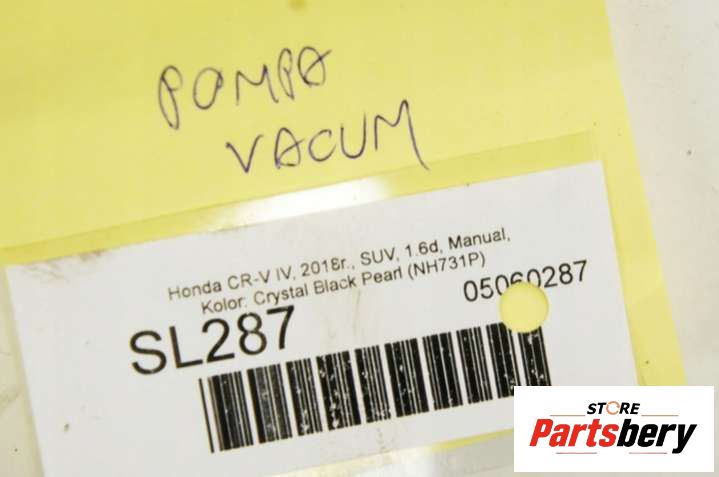 POMPA
VACUM
Honda CR-V IV, 2018r., SUV, 1.6d, Manual,
Kolor: Crystal Black Pearl (NH731P)
SL287
05060287
STORE
Partsbery